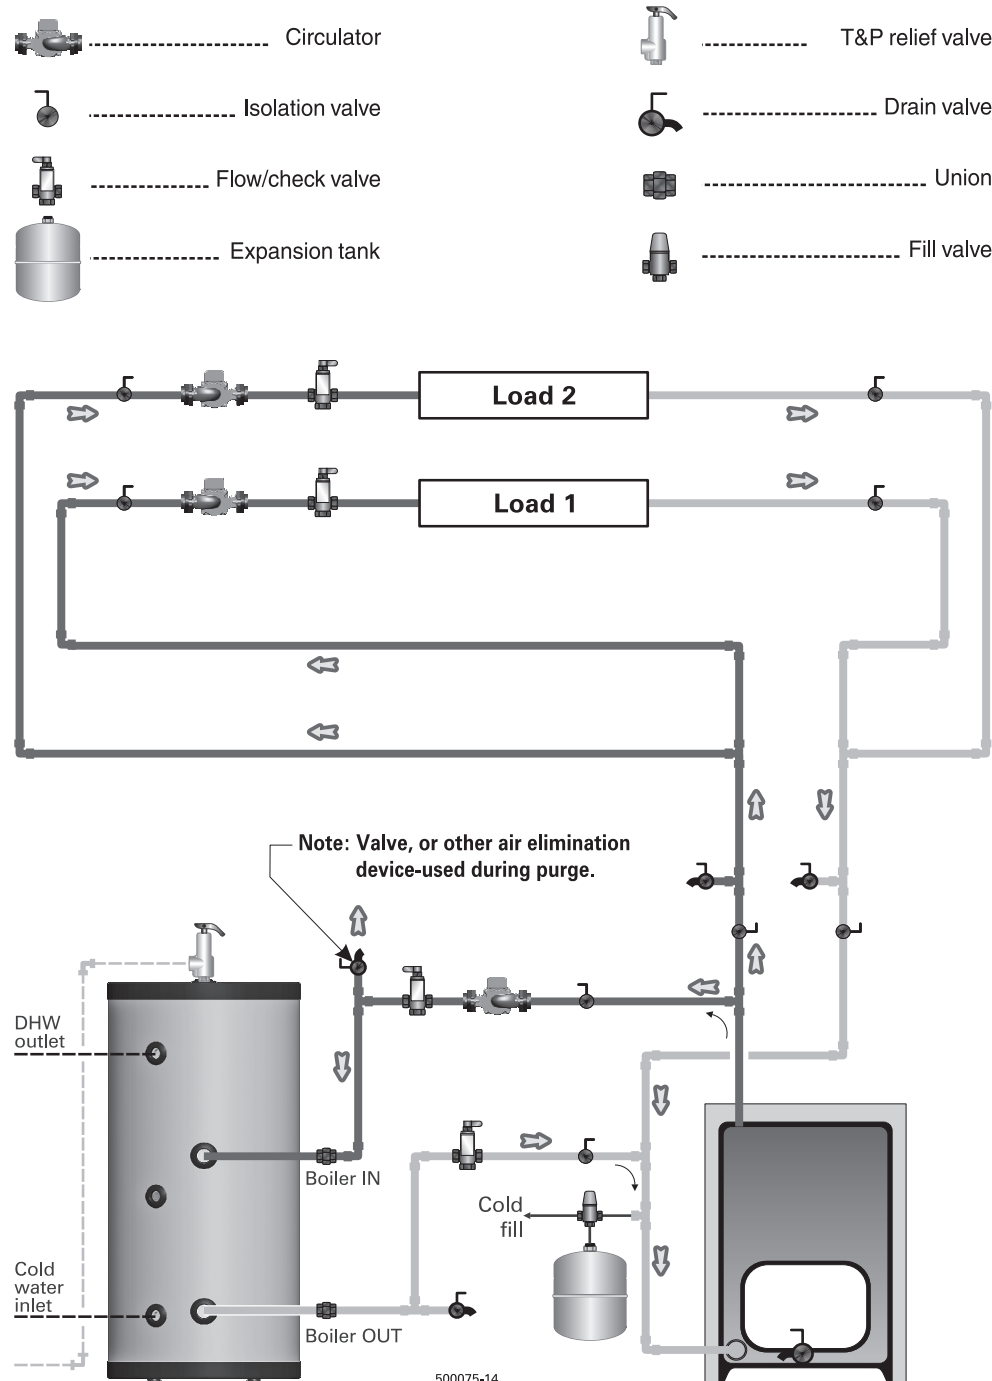 Circulator
T&P relief valve
Isolation valve
Drain valve
Flow/check valve
Union
Expansion tank
Fill valve
Load 2
Load 1
Note: Valve, or other air elimination
device-used during purge.
DHW
outlet
Boiler IN
Cold
fill
Cold
water
inlet
Boiler OUT
500075-14